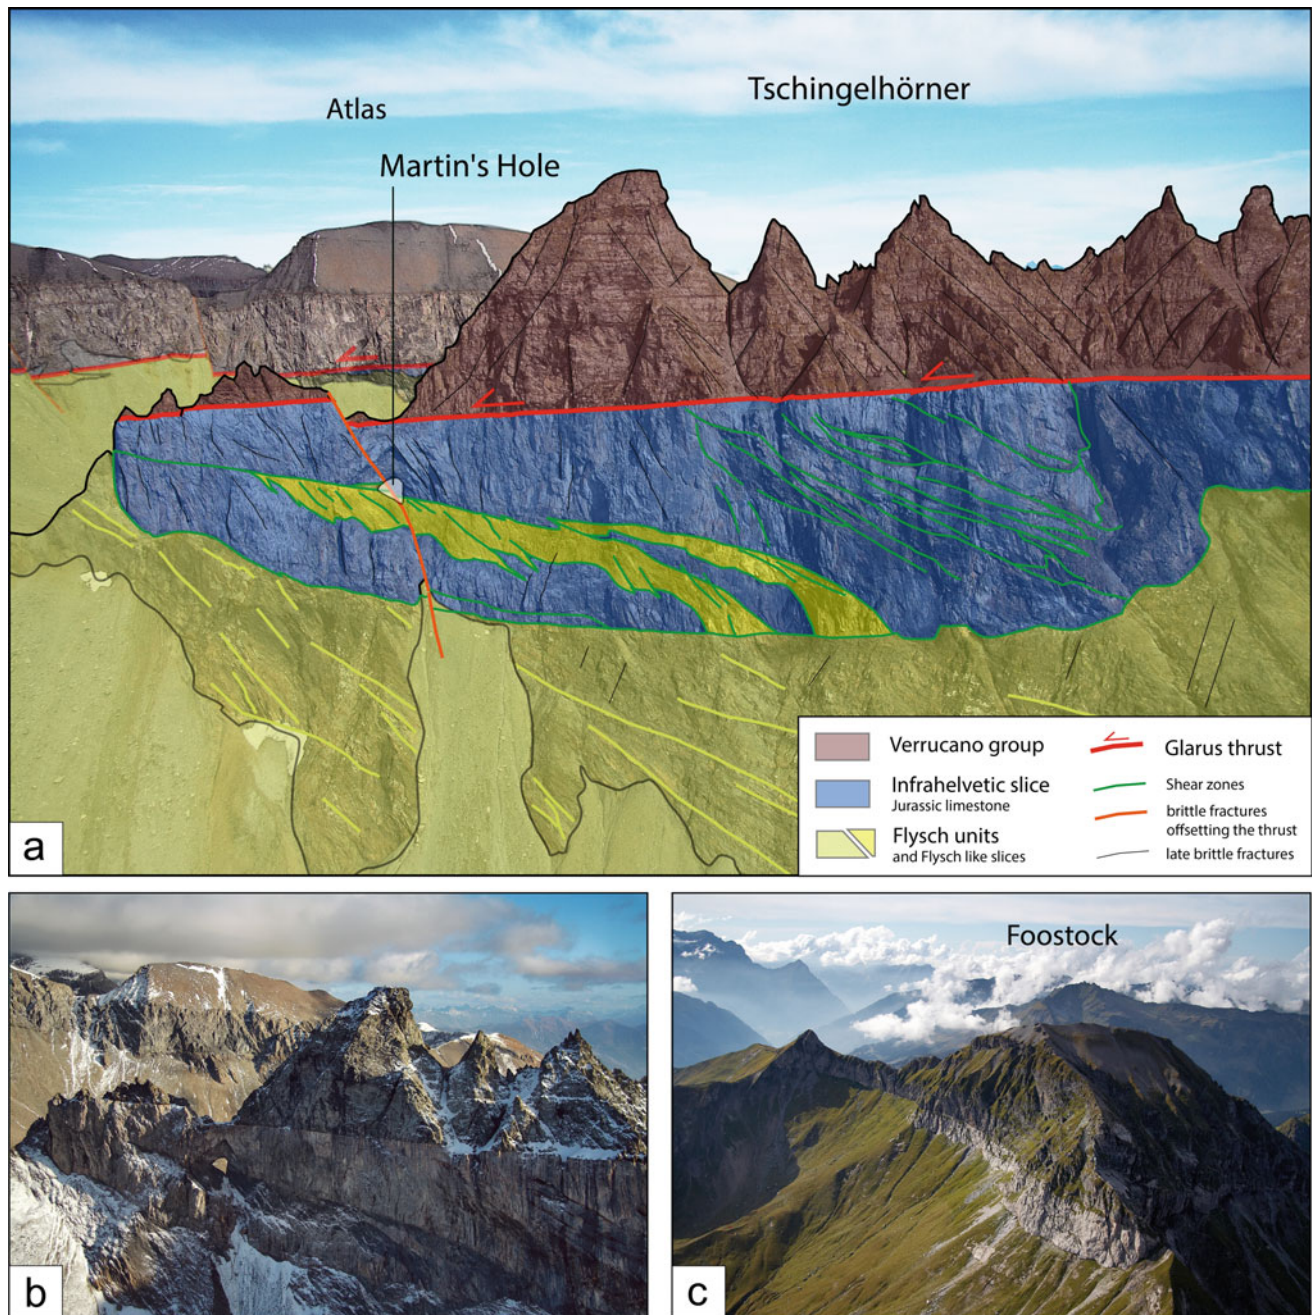 Tschingelhörner
Atlas
Martin's Hole
Verrucano group
Infrahelvetic slice
Jurassic limestone
Flysch units
and Flysch like slices
Glarus thrust
Shear zones
brittle fractures
offsetting the thrust
late brittle fractures
a
b
Foostock
c